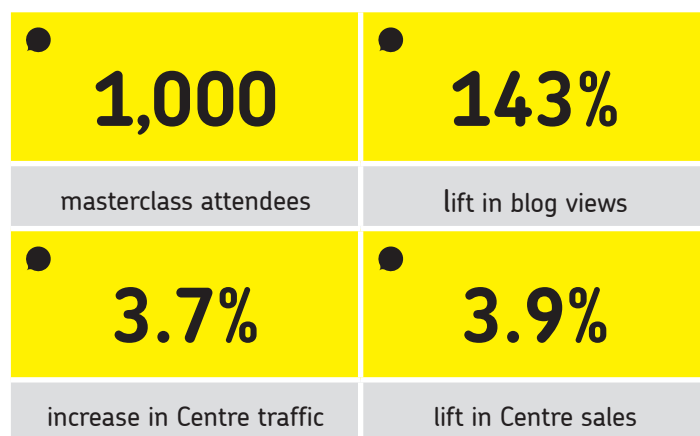 1,000
143%
masterclass attendees
lift in blog views
3.7%
3.9%
increase in Centre traffic
lift in Centre sales